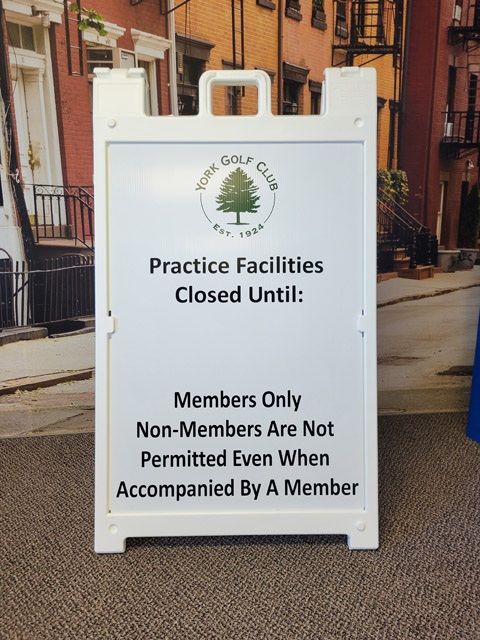 YORK GOLF CLUB
EST. 1924
Practice Facilities
Closed Until:
Members Only
Non-Members Are Not
Permitted Even When
Accompanied By A Member